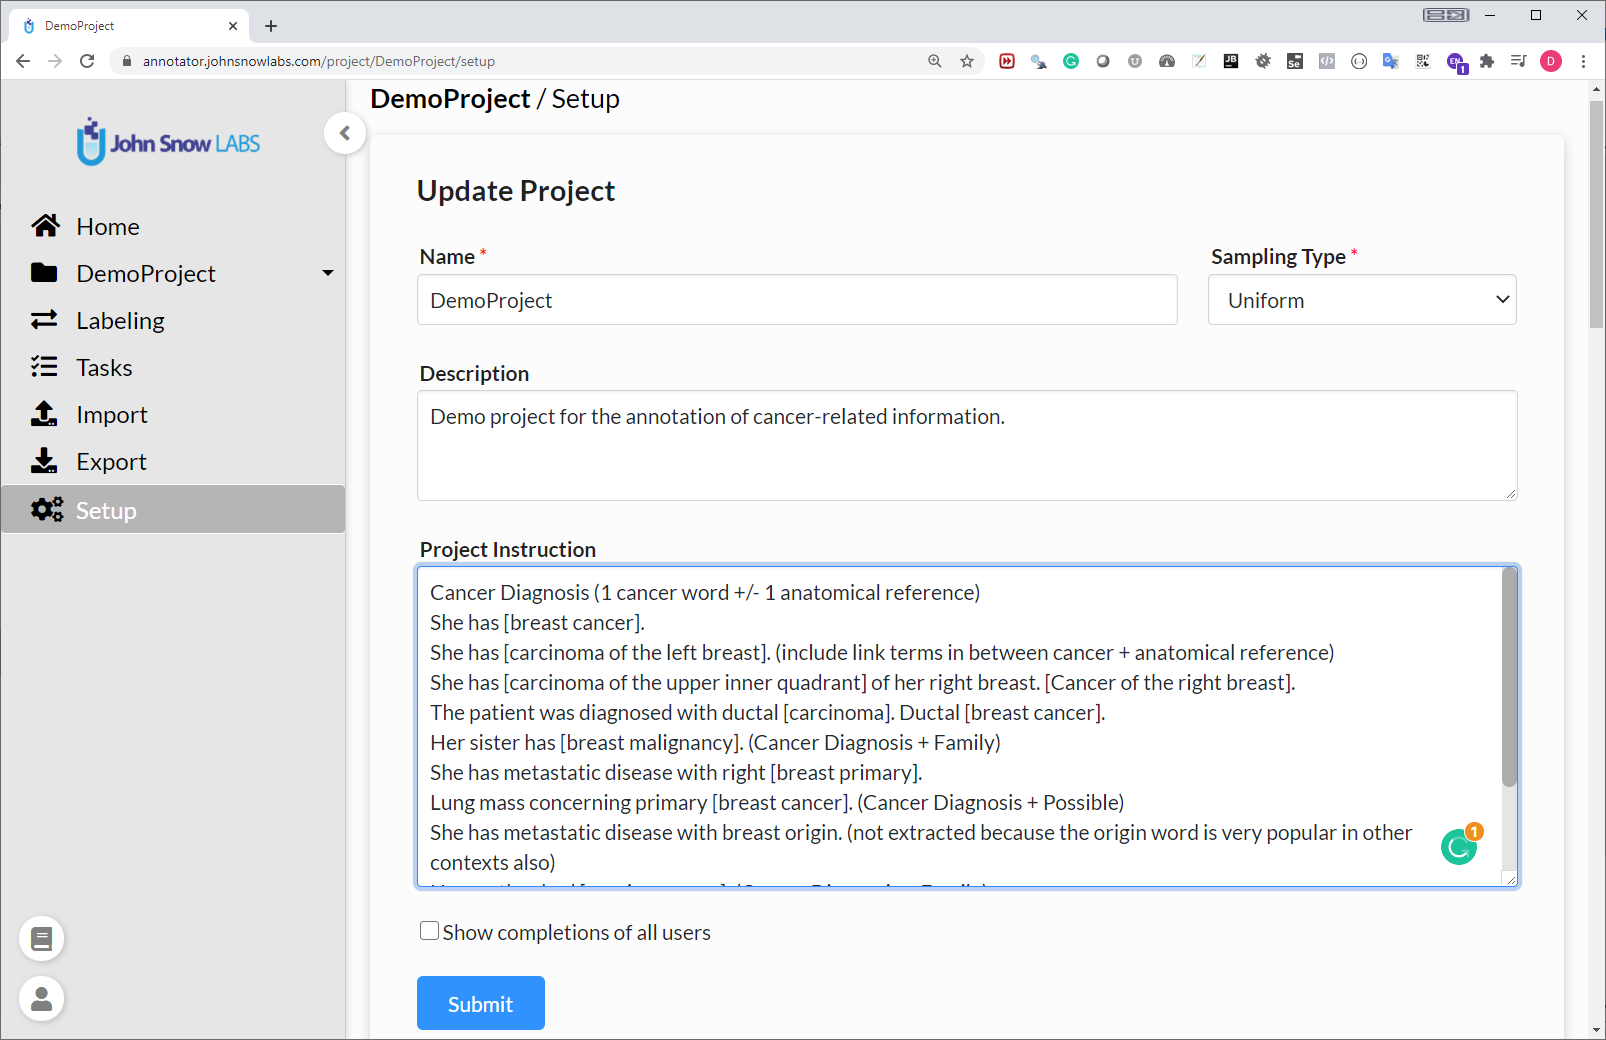 DemoProject
annotator.johnsnowlabs.com/project/DemoProject/setup
JB
Se
EN
1
D
John Snow LABS
Home
DemoProject
Labeling
Tasks
Import
Export
Setup
DemoProject / Setup
Update Project
Name *
Sampling Type *
DemoProject
Uniform
Description
Demo project for the annotation of cancer-related information.
Project Instruction
Cancer Diagnosis (1 cancer word +/- 1 anatomical reference)
She has [breast cancer].
She has [carcinoma of the left breast]. (include link terms in between cancer + anatomical reference)
She has [carcinoma of the upper inner quadrant] of her right breast. [Cancer of the right breast].
The patient was diagnosed with ductal [carcinoma]. Ductal [breast cancer].
Her sister has [breast malignancy]. (Cancer Diagnosis + Family)
She has metastatic disease with right [breast primary].
Lung mass concerning primary [breast cancer]. (Cancer Diagnosis + Possible)
She has metastatic disease with breast origin. (not extracted because the origin word is very popular in other
contexts also)
1
Show completions of all users
Submit